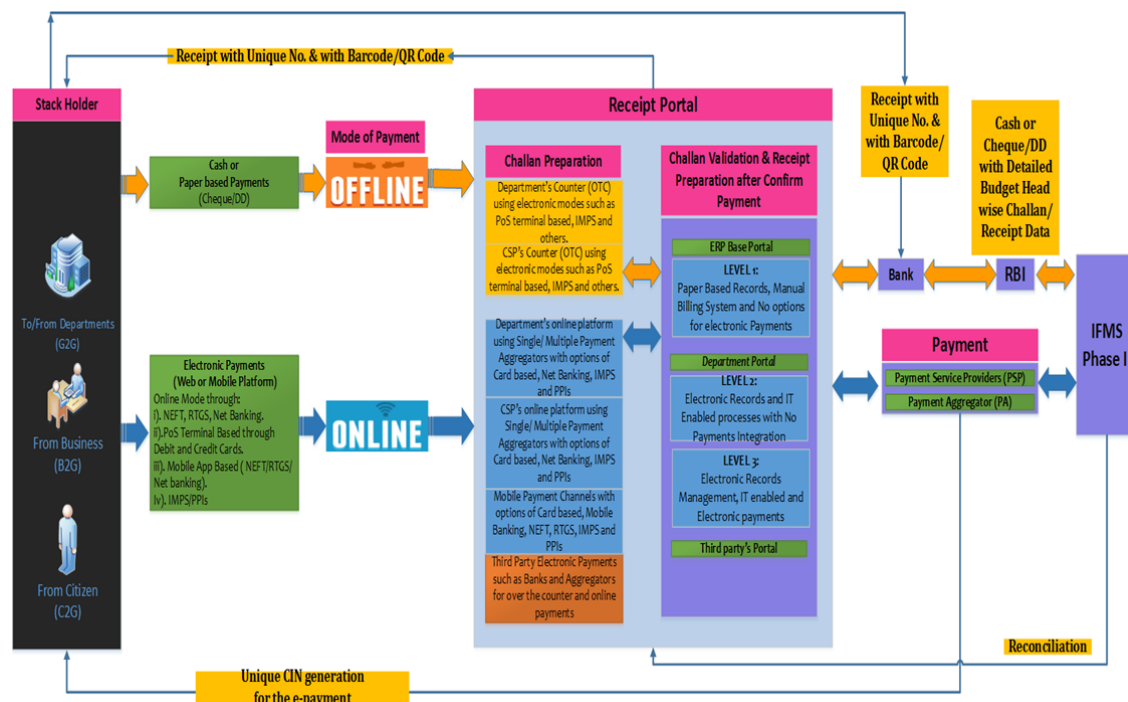 Receipt with Unique No. & with Barcode/QR Code
Stack Holder
To/From Departments
(G2G)
From Business
(B2G)
From Citizen
(C2G)
Cash or
Paper based Payments
(Cheque/DD)
Electronic Payments
(Web or Mobile Platform)
Online Mode through:
i). NEFT, RTGS, Net Banking.
ii).PoS Terminal Based through
Debit and Credit Cards.
iii). Mobile App Based ( NEFT/RTGS/
Net banking).
iv). IMPS/PPIs
Mode of Payment
OFFLINE
ONLINE
Receipt Portal
Challan Preparation
Department's Counter (OTC)
using electronic modes such as
PoS terminal based, IMPS and
others.
CSP's Counter (OTC) using
electronic modes such as PoS
terminal based, IMPS and others.
Department's online platform
using Single/ Multiple Payment
Aggregators with options of
Card based, Net Banking, IMPS
and PPIs
CSP's online platform using
Single/ Multiple Payment
Aggregators with options of
Card based, Net Banking, IMPS
and PPIs
Mobile Payment Channels with
options of Card based, Mobile
Banking, NEFT, RTGS, IMPS and
PPIs
Third Party Electronic Payments
such as Banks and Aggregators
for over the counter and online
payments
Challan Validation & Receipt
Preparation after Confirm
Payment
ERP Base Portal
LEVEL 1:
Paper Based Records, Manual
Billing System and No options
for electronic Payments
Department Portal
LEVEL 2:
Electronic Records and IT
Enabled processes with No
Payments Integration
LEVEL 3:
Electronic Records
Management, IT enabled and
Electronic payments
Third party's Portal
Receipt with
Unique No. &
with Barcode/
QR Code
Cash or
Cheque/DD
with Detailed
Budget Head
wise Challan/
Receipt Data
Bank
RBI
Payment
Payment Service Providers (PSP)
Payment Aggregator (PA)
IFMS
Phase I
Reconciliation
Unique CIN generation
for the e-payment